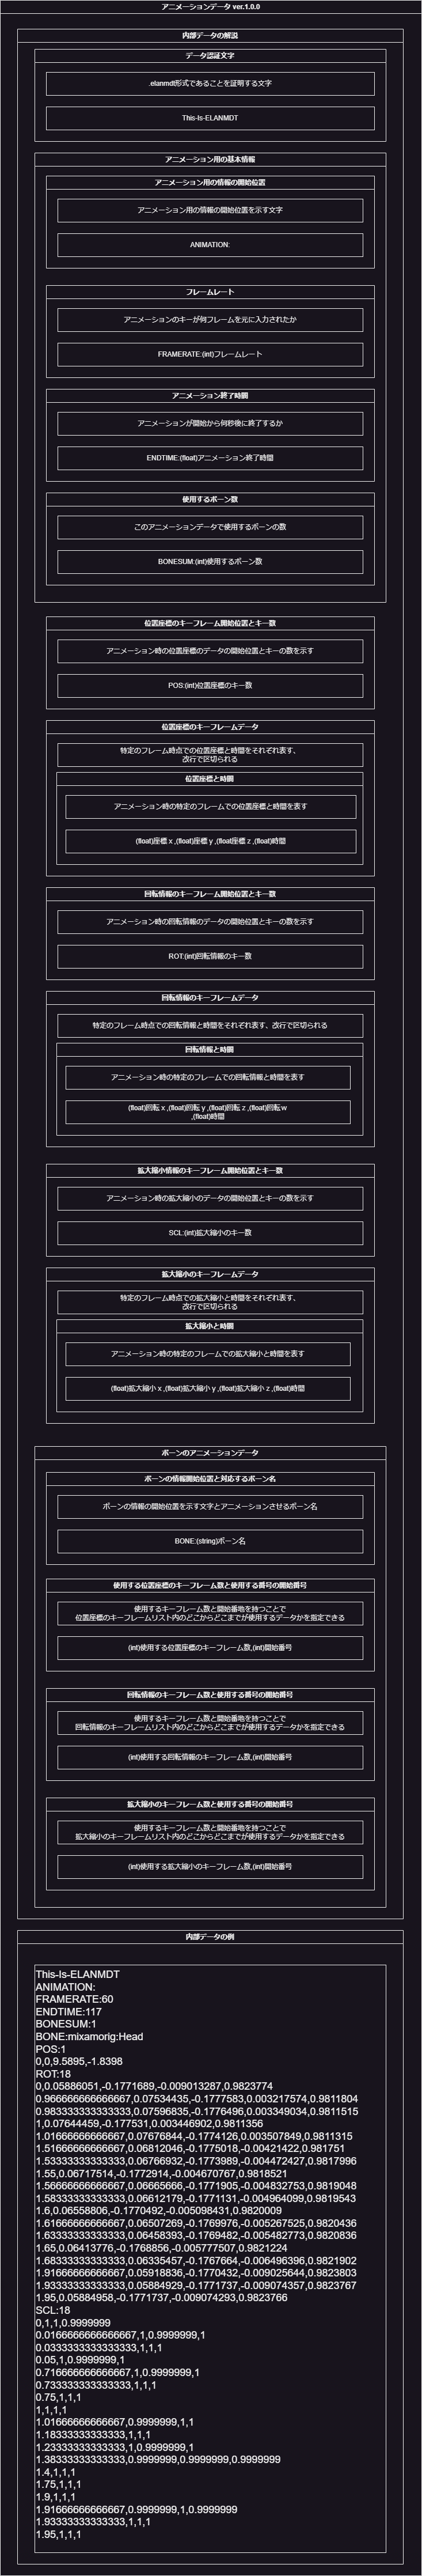 アニメーションデータ ver.1.0.0
内部データの解説
データ認証文字
.elanmdt形式であることを証明する文字
This-Is-ELANMDT
アニメーション用の基本情報
アニメーション用の情報の開始位置
アニメーション用の情報の開始位置を示す文字
ANIMATION:
フレームレート
アニメーションのキーが何フレームを元に入力されたか
FRAMERATE:(int)フレームレート
アニメーション終了時間
アニメーションが開始から何秒後に終了するか
ENDTIME:(float)アニメーション終了時間
使用するボーン数
このアニメーションデータで使用するボーンの数
BONESUM:(int)使用するボーン数
位置座標のキーフレーム開始位置とキー数
アニメーション時の位置座標のデータの開始位置とキーの数を示す
POS:(int)位置座標のキー数
位置座標のキーフレームデータ
特定のフレーム時点での位置座標と時間をそれぞれ表す、
改行で区切られる
位置座標と時間
アニメーション時の特定のフレームでの位置座標と時間を表す
(float)座標 x ,(float)座標 y ,(float座標 z ,(float)時間
回転情報のキーフレーム開始位置とキー数
アニメーション時の回転情報のデータの開始位置とキーの数を示す
ROT:(int)回転情報のキー数
回転情報のキーフレームデータ
特定のフレーム時点での回転情報と時間をそれぞれ表す、改行で区切られる
回転情報と時間
アニメーション時の特定のフレームでの回転情報と時間を表す
(float)回転 x ,(float)回転 y ,(float)回転 z ,(float)回転w
,(float)時間
拡大縮小情報のキーフレーム開始位置とキー数
アニメーション時の拡大縮小のデータの開始位置とキーの数を示す
SCL:(int)拡大縮小のキー数
拡大縮小のキーフレームデータ
特定のフレーム時点での拡大縮小と時間をそれぞれ表す、
改行で区切られる
拡大縮小と時間
アニメーション時の特定のフレームでの拡大縮小と時間を表す
(float)拡大縮小 x ,(float)拡大縮小 y ,(float)拡大縮小 z ,(float)時間
ボーンのアニメーションデータ
ボーンの情報開始位置と対応するボーン名
ボーンの情報の開始位置を示す文字とアニメーションさせるボーン名
BONE:(string)ボーン名
使用する位置座標のキーフレーム数と使用する番号の開始番号
使用するキーフレーム数と開始番地を持つことで
位置座標のキーフレームリスト内のどこからどこまでが使用するデータかを指定できる
(int)使用する位置座標のキーフレーム数,(int)開始番号
回転情報のキーフレーム数と使用する番号の開始番号
使用するキーフレーム数と開始番地を持つことで
回転情報のキーフレームリスト内のどこからどこまでが使用するデータかを指定できる
(int)使用する回転情報のキーフレーム数,(int)開始番号
拡大縮小のキーフレーム数と使用する番号の開始番号
使用するキーフレーム数と開始番地を持つことで
拡大縮小のキーフレームリスト内のどこからどこまでが使用するデータかを指定できる
(int)使用する拡大縮小のキーフレーム数,(int)開始番号
内部データの例
This-Is-ELANMDT
ANIMATION:
FRAMERATE:60
ENDTIME:117
BONESUM:1
BONE:mixamorig:Head
POS:1
0,0,9.5895,-1.8398
ROT:18
0,0.05886051,-0.1771689,-0.009013287,0.9823774
0.966666666666667,0.07534435,-0.1777583,0.003217574,0.9811804
0.983333333333333,0.07596835,-0.1776496,0.003349034,0.9811515
1,0.07644459,-0.177531,0.003446902,0.9811356
1.01666666666667,0.07676844,-0.1774126,0.003507849,0.9811315
1.51666666666667,0.06812046,-0.1775018,-0.00421422,0.981751
1.53333333333333,0.06766932,-0.1773989,-0.004472427,0.9817996
1.55,0.06717514,-0.1772914,-0.004670767,0.9818521
1.56666666666667,0.06665666,-0.1771905,-0.004832753,0.9819048
1.58333333333333,0.06612179,-0.1771131,-0.004964099,0.9819543
1.6,0.06558806,-0.1770492,-0.005098431,0.9820009
1.61666666666667,0.06507269,-0.1769976,-0.005267525,0.9820436
1.63333333333333,0.06458393,-0.1769482,-0.005482773,0.9820836
1.65,0.06413776,-0.1768856,-0.005777507,0.9821224
1.68333333333333,0.06335457,-0.1767664,-0.006496396,0.9821902
1.91666666666667,0.05918836,-0.1770432,-0.009025644,0.9823803
1.93333333333333,0.05884929,-0.1771737,-0.009074357,0.9823767
1.95,0.05884958,-0.1771737,-0.009074293,0.9823766
SCL:18
0,1,1,0.9999999
0.0166666666666667,1,0.9999999,1
0.0333333333333333,1,1,1
0.05,1,0.9999999,1
0.716666666666667,1,0.9999999,1
0.733333333333333,1,1,1
0.75,1,1,1
1,1,1,1
1.01666666666667,0.9999999,1,1
1.18333333333333,1,1,1
1.23333333333333,1,0.9999999,1
1.38333333333333,0.9999999,0.9999999,0.9999999
1.4,1,1,1
1.75,1,1,1
1.9,1,1,1
1.91666666666667,0.9999999,1,0.9999999
1.93333333333333,1,1,1
1.95,1,1,1